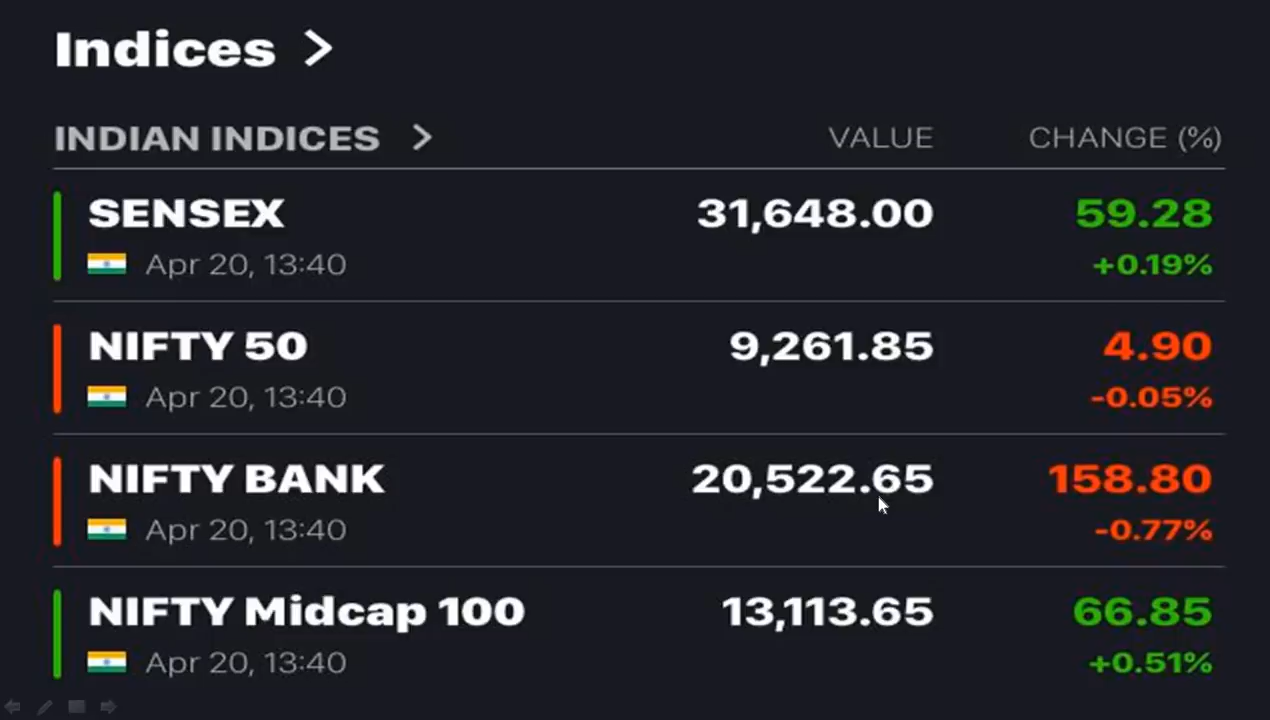 Indices >
INDIAN INDICES > VALUE CHANGE (%)
SENSEX 31,648.00 59.28
Apr 20, 13:40 +0.19%
NIFTY 50 9,261.85 4.90
Apr 20, 13:40 -0.05%
NIFTY BANK 20,522.65 158.80
Apr 20, 13:40 -0.77%
NIFTY Midcap 100 13,113.65 66.85
Apr 20, 13:40 +0.51%